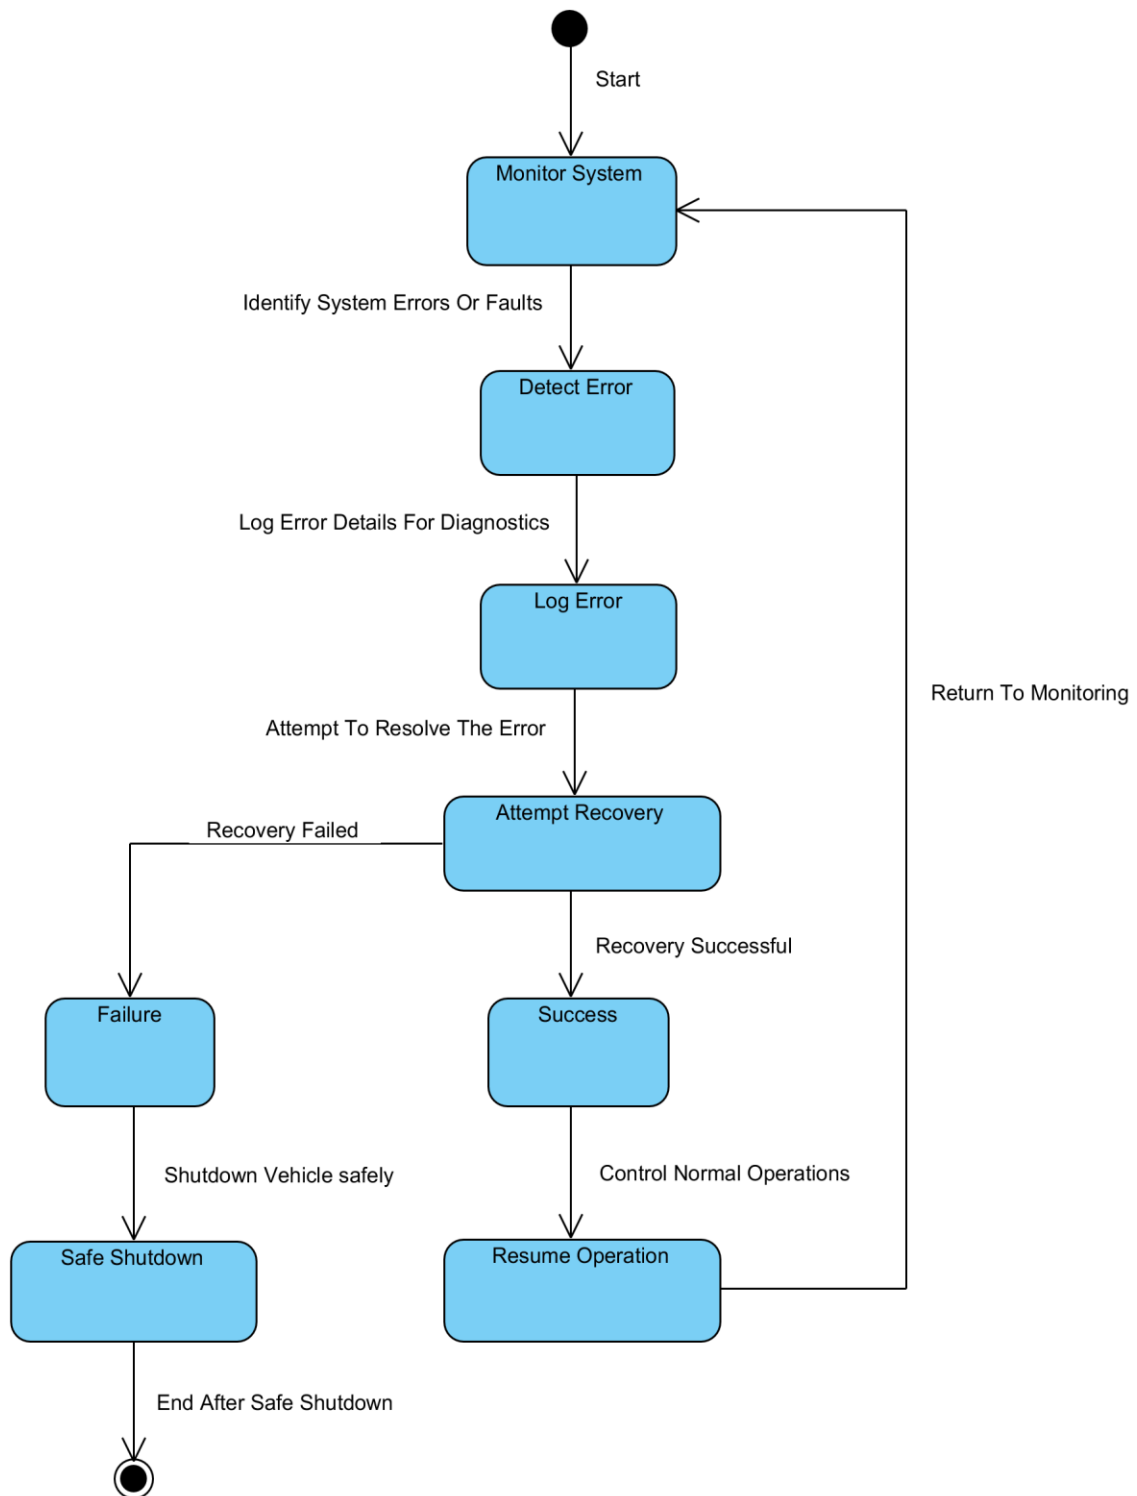 Start
Monitor System
Identify System Errors Or Faults
Detect Error
Log Error Details For Diagnostics
Log Error
Return To Monitoring
Attempt To Resolve The Error
Attempt Recovery
Recovery Failed
Recovery Successful
Failure
Success
Shutdown Vehicle safely
Control Normal Operations
Safe Shutdown
Resume Operation
End After Safe Shutdown